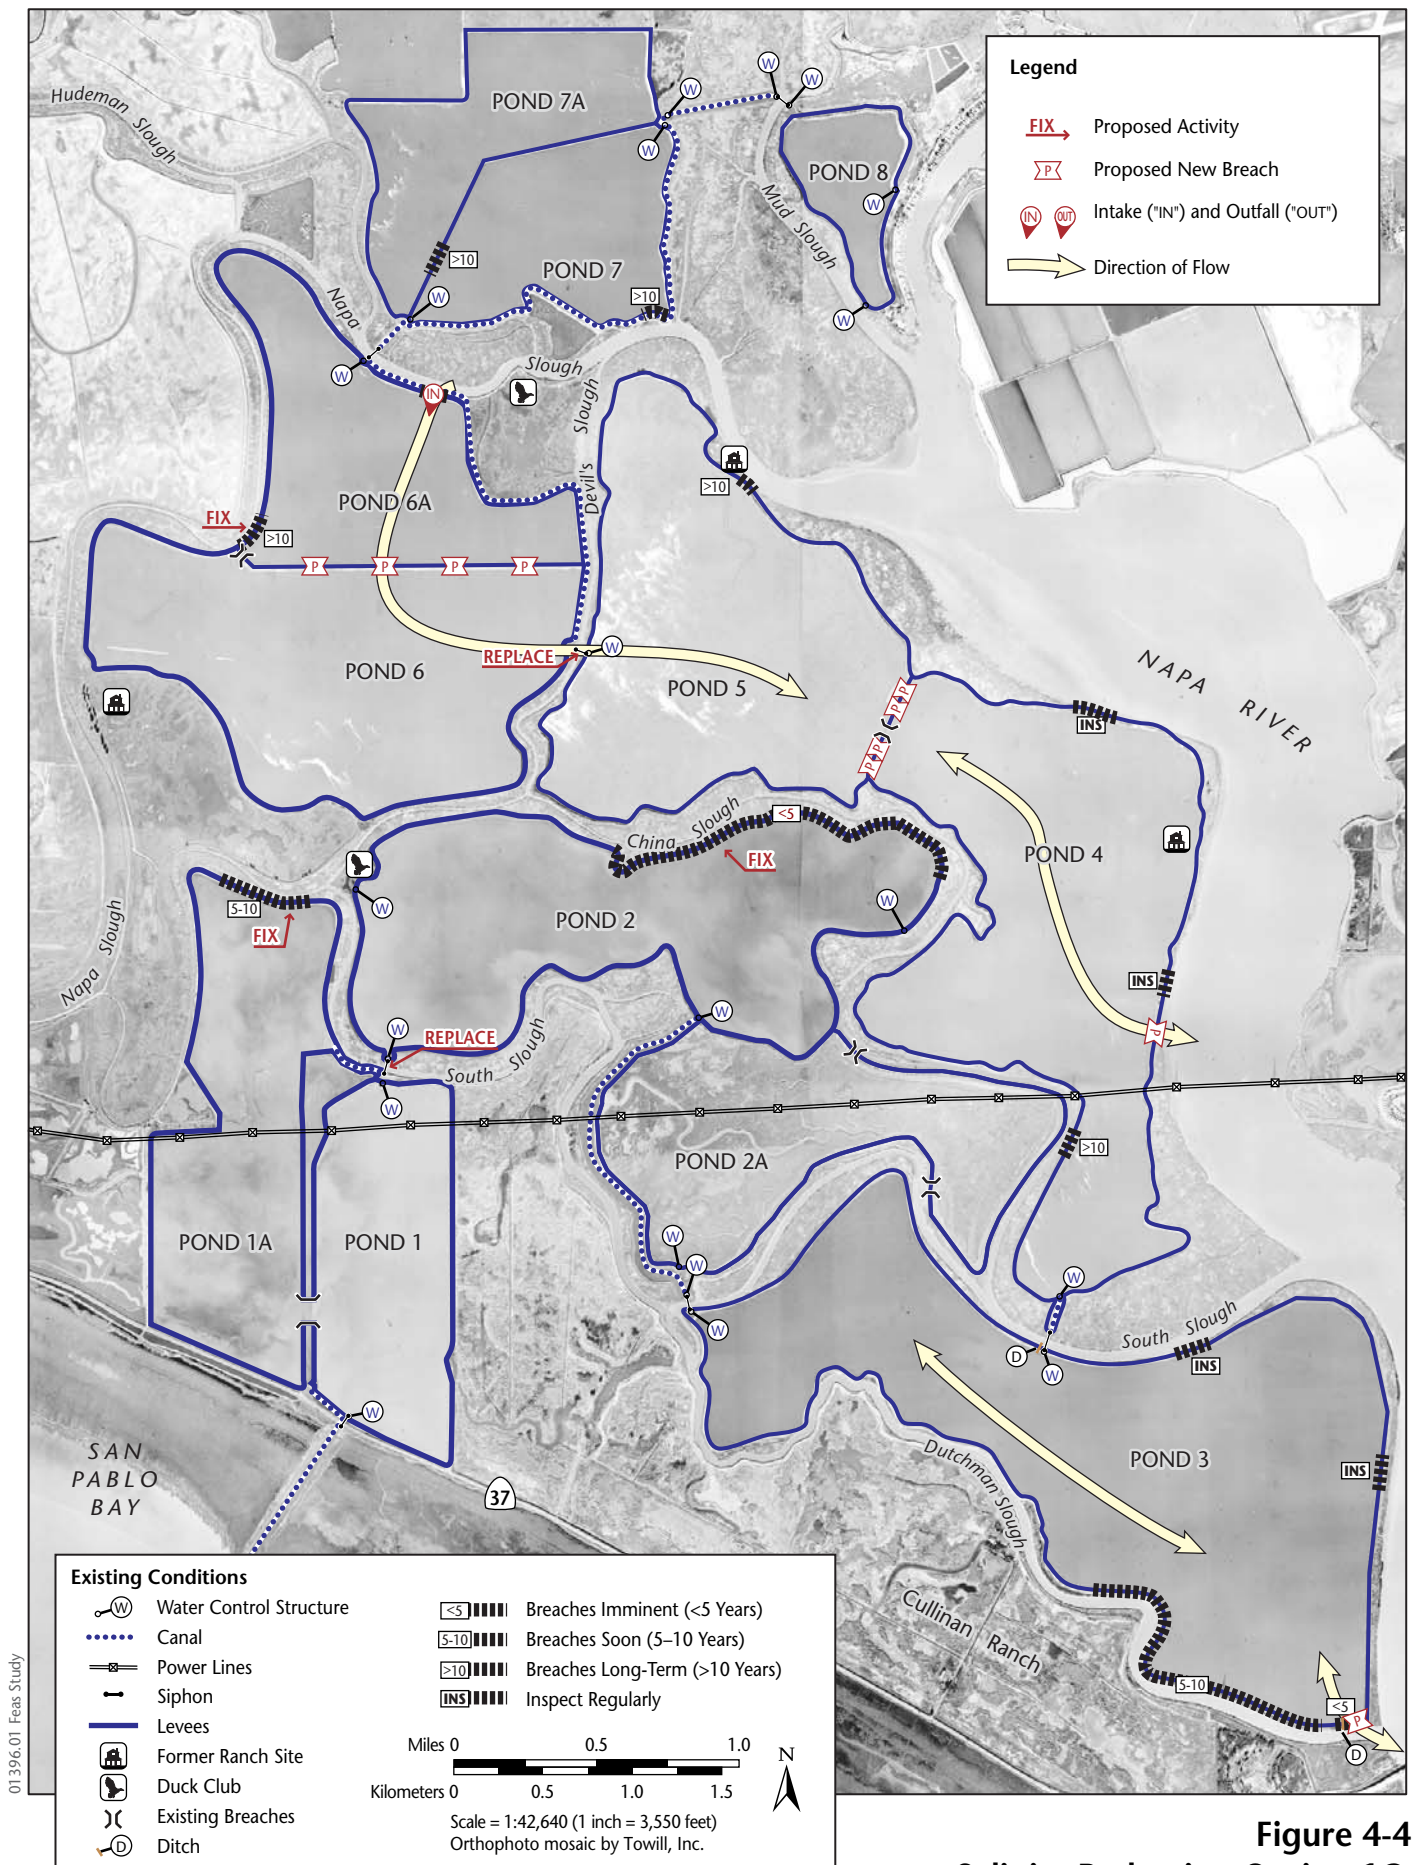 Hudeman Slough
POND 7A
W
W
W
W
POND 8
W
Mud Slough
>10
POND 7
>10
W
W
Napa Slough
W
IN
Devil's Slough
>10
POND 6A
FIX
>10
P P P P
W
REPLACE
POND 6
POND 5
P P
P P
NAPA RIVER
INS
China Slough
<5
FIX
POND 4
5-10
FIX
W
POND 2
W
Napa Slough
INS
W
W
REPLACE
South Slough
P
W
>10
POND 2A
POND 1A
POND 1
W
W
W
W
D
W
South Slough
INS
W
SAN
PABLO
BAY
37
Dutchman Slough
POND 3
INS
Cullinan Ranch
5-10
<5
P
D
Legend
FIX Proposed Activity
P Proposed New Breach
IN OUT Intake ("IN") and Outfall ("OUT")
Direction of Flow
Existing Conditions
W Water Control Structure
Canal
Power Lines
Siphon
Levees
Former Ranch Site
Duck Club
Existing Breaches
D Ditch
<5 Breaches Imminent (<5 Years)
5-10 Breaches Soon (5–10 Years)
>10 Breaches Long-Term (>10 Years)
INS Inspect Regularly
Miles 0 0.5 1.0
Kilometers 0 0.5 1.0 1.5
N
Scale = 1:42,640 (1 inch = 3,550 feet)
Orthophoto mosaic by Towill, Inc.
01396.01 Feas Study
Figure 4-4